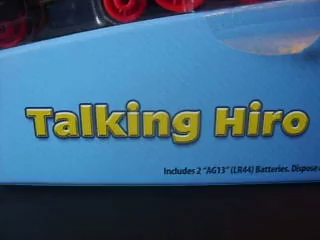 Talking Hiro
Includes 2 "AG13" (LR44) Batteries. Dispose